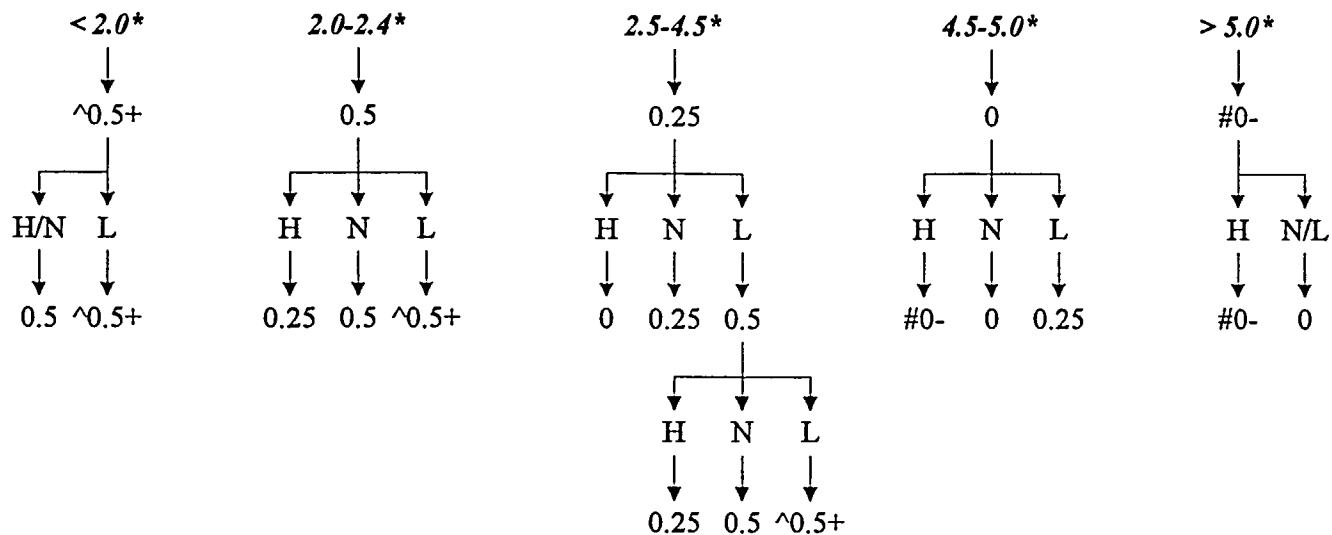 < 2.0* 2.0-2.4* 2.5-4.5* 4.5-5.0* > 5.0*
^0.5+ 0.5 0.25 0 #0-
H/N L H N L H N L H N L H N/L
0.5 ^0.5+ 0.25 0.5 ^0.5+ 0 0.25 0.5 #0- 0 0.25 #0- 0
H N L
0.25 0.5 ^0.5+